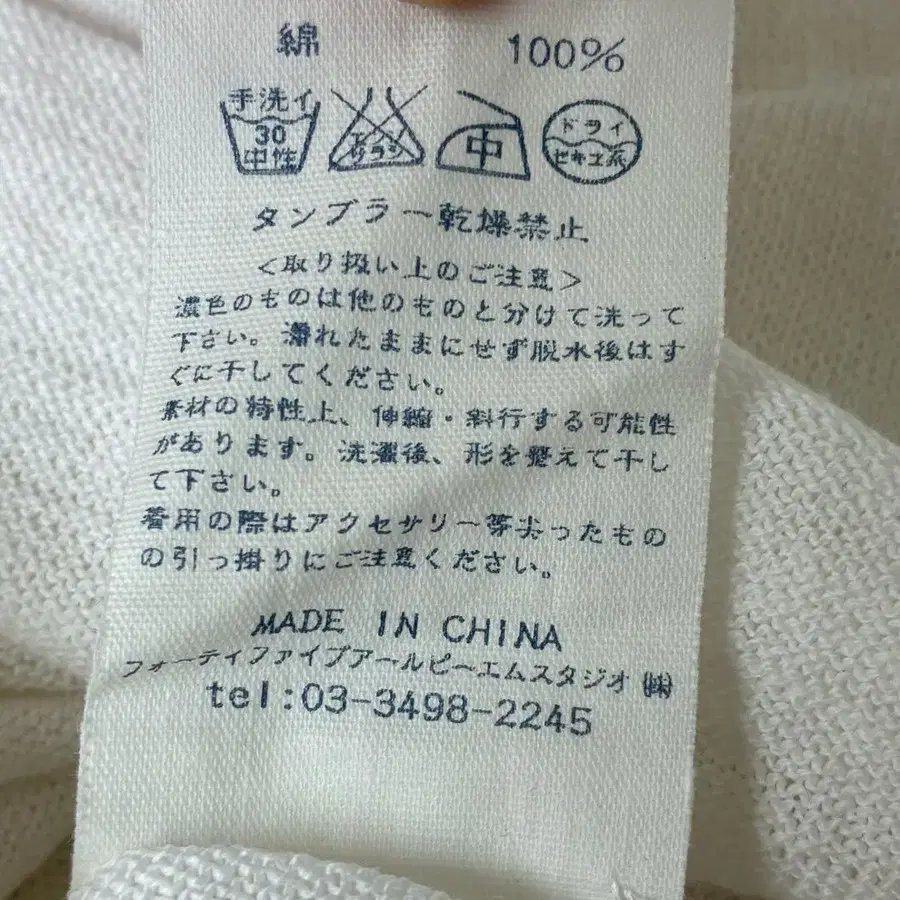 綿 100%
手洗イ
30
中性
エンソ
サラシ
中
ドライ
セキユ系
タンブラー乾燥禁止
<取り扱い上のご注意>
濃色のものは他のものと分けて洗って
下さい。濡れたままにせず脱水後はす
ぐに干してください。
素材の特性上、伸縮・斜行する可能性
があります。洗濯後、形を整えて干し
て下さい。
着用の際はアクセサリー等尖ったもの
の引っ掛りにご注意ください。
MADE IN CHINA
フォーティファイブアールピーエムスタジオ㈱
tel:03-3498-2245